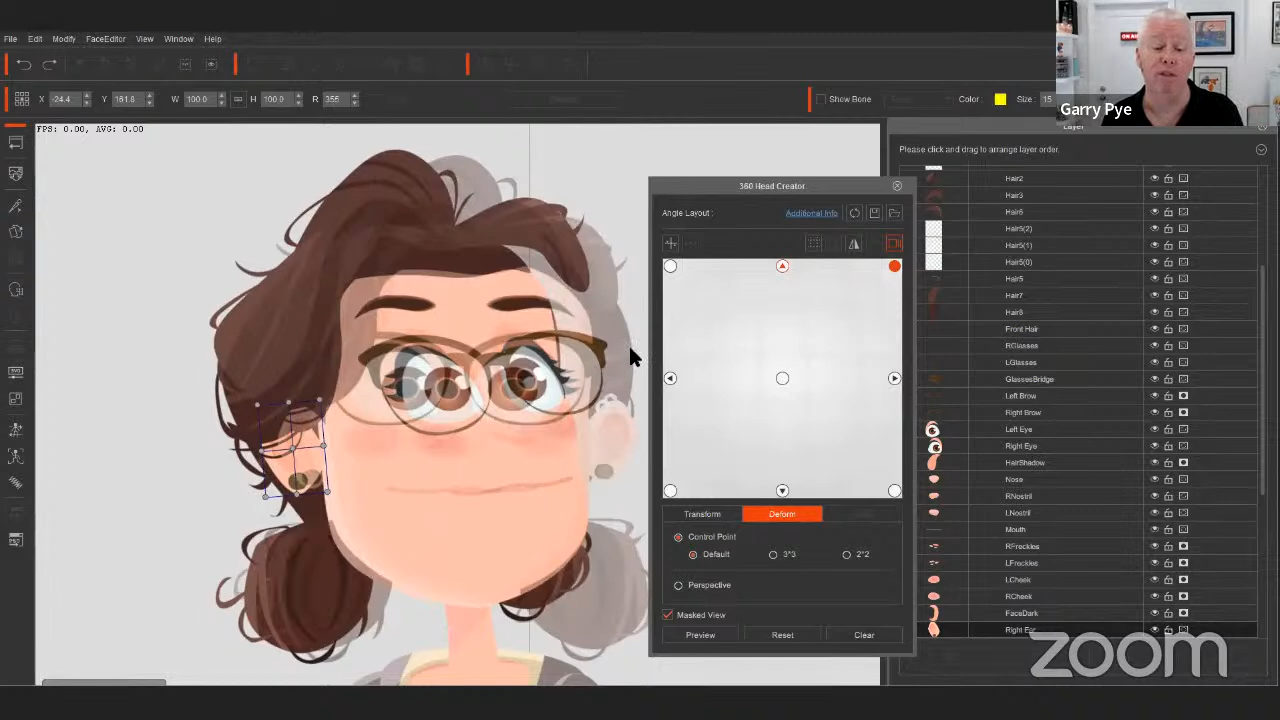 File Edit Modify FaceEditor View Window Help
X -24.4 Y 161.8 W 100.0 H 100.0 R 355 Show Bone Color: Size: 15
Garry Pye
FPS: 0.00, AVG: 0.00
Layer
Please click and drag to arrange layer order.
360 Head Creator
Angle Layout :
Additional Info
Transform
Deform
Control Point
Default
3*3
2*2
Perspective
Masked View
Preview
Reset
Clear
Hair2
Hair3
Hair6
Hair5(2)
Hair5(1)
Hair5(0)
Hair5
Hair7
Hair8
Front Hair
RGlasses
LGlasses
GlassesBridge
Left Brow
Right Brow
Left Eye
Right Eye
HairShadow
Nose
RNostril
LNostril
Mouth
RFreckles
LFreckles
LCheek
RCheek
FaceDark
Right Ear
zoom